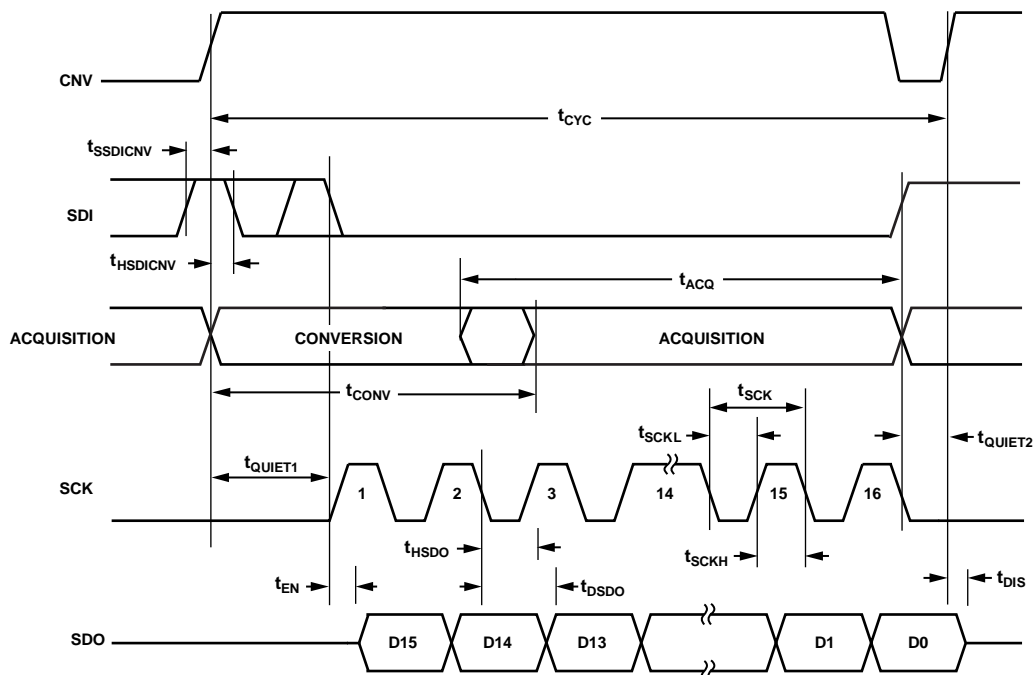 CNV
tCYC
tSSDICNV
SDI
tHSDICNV
tACQ
ACQUISITION CONVERSION ACQUISITION
tCONV
tSCK
tSCKL
tQUIET2
tQUIET1
SCK 1 2 3 14 15 16
tHSDO
tSCKH
tEN
tDSDO
tDIS
SDO D15 D14 D13 D1 D0